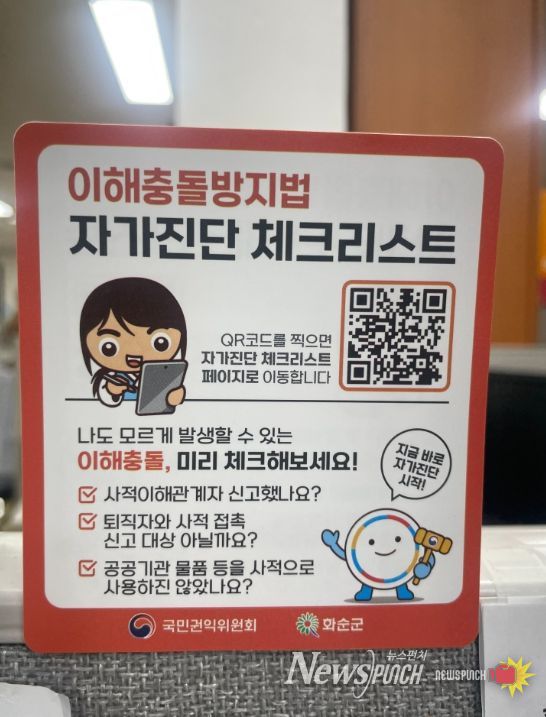 이해충돌방지법
자가진단 체크리스트
QR코드를 찍으면
자가진단 체크리스트
페이지로 이동합니다
나도 모르게 발생할 수 있는
이해충돌, 미리 체크해보세요!
지금 바로
자가진단
시작!
사적이해관계자 신고했나요?
퇴직자와 사적 접촉
신고 대상 아닐까요?
공공기관 물품 등을 사적으로
사용하진 않았나요?
국민권익위원회
화순군
뉴스펀치
NEWSPUNCH
NEWSPUNCH